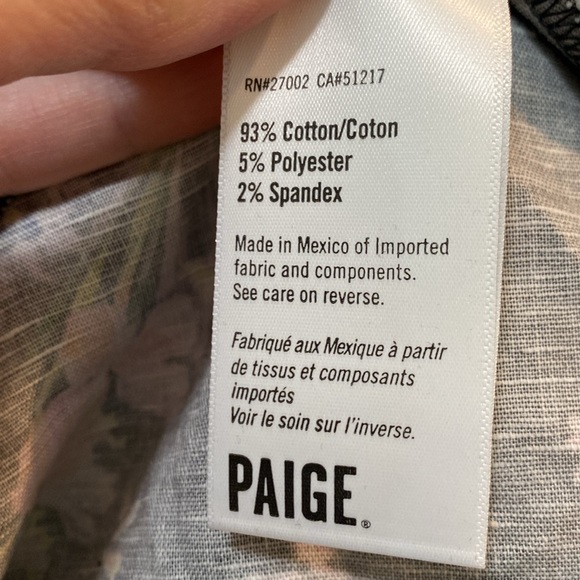 RN#27002 CA#51217
93% Cotton/Coton
5% Polyester
2% Spandex
Made in Mexico of Imported
fabric and components.
See care on reverse.
Fabriqué aux Mexique à partir
de tissus et composants
importés
Voir le soin sur l'inverse.
PAIGE®